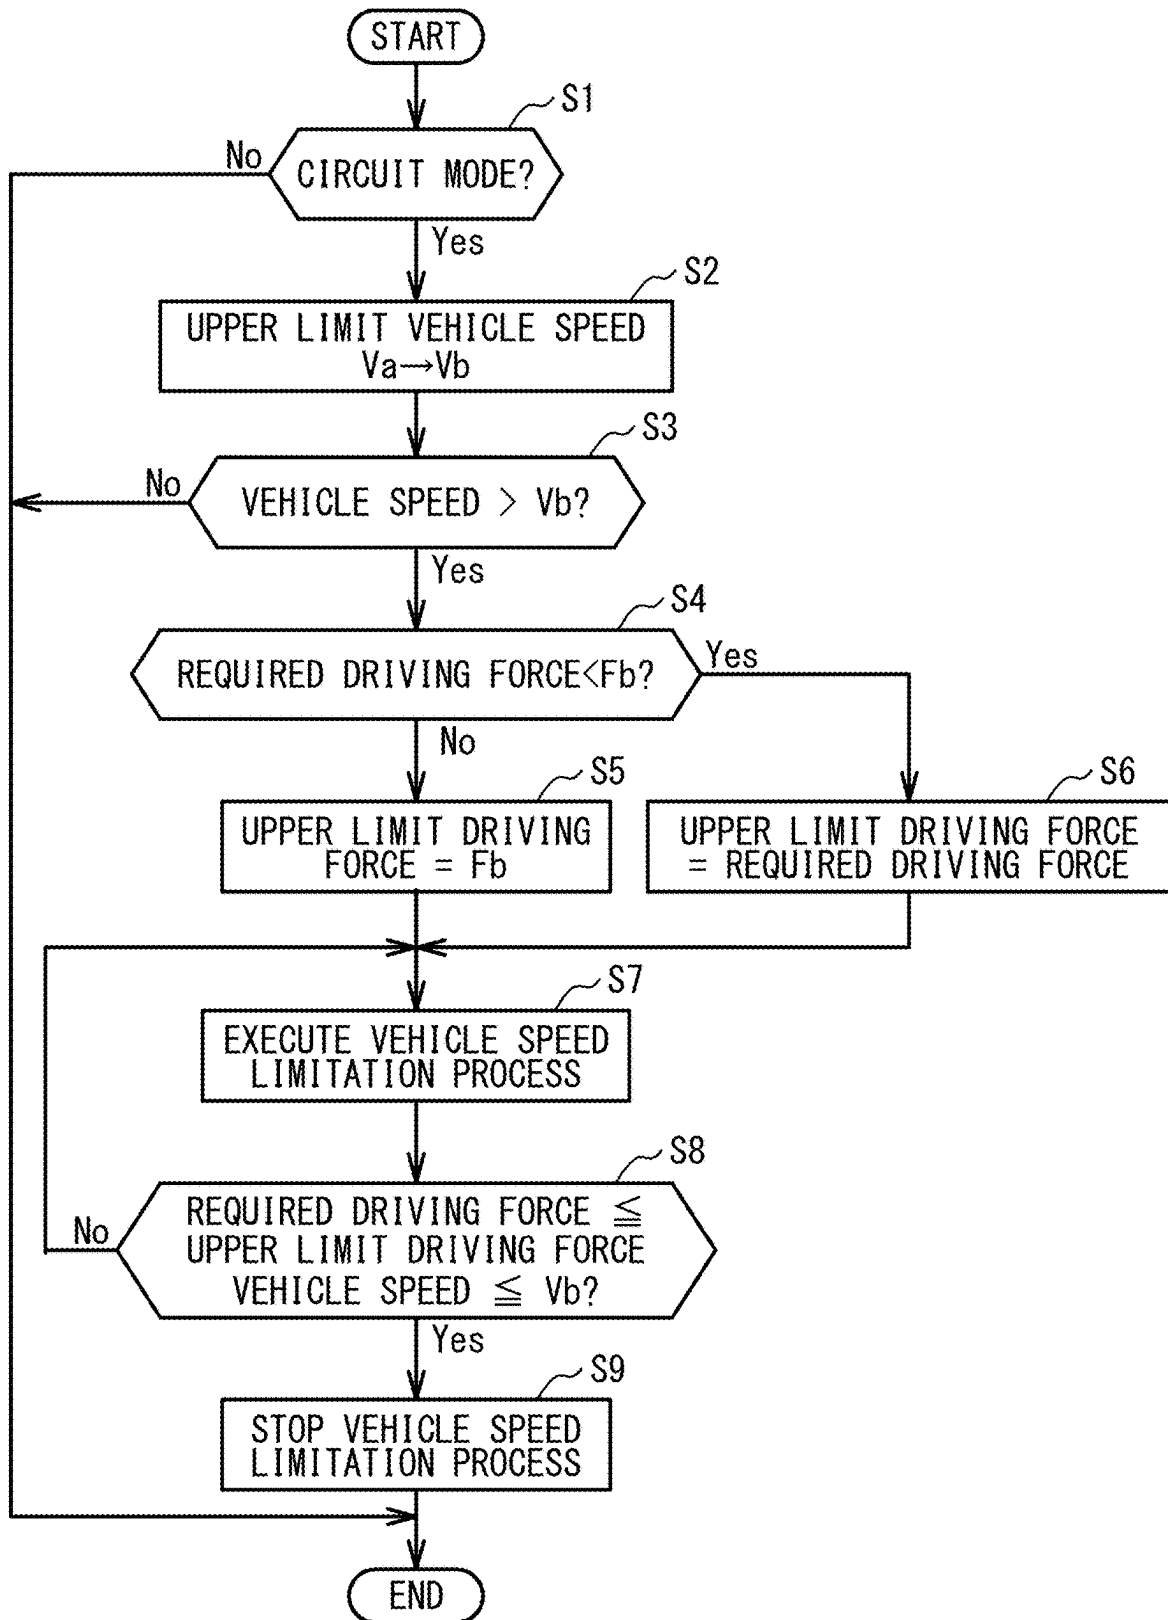 START
S1
No
CIRCUIT MODE?
Yes
S2
UPPER LIMIT VEHICLE SPEED
Va→Vb
S3
No
VEHICLE SPEED > Vb?
Yes
S4
REQUIRED DRIVING FORCE<Fb?
Yes
No
S5
UPPER LIMIT DRIVING
FORCE = Fb
S6
UPPER LIMIT DRIVING FORCE
= REQUIRED DRIVING FORCE
S7
EXECUTE VEHICLE SPEED
LIMITATION PROCESS
S8
No
REQUIRED DRIVING FORCE ≦
UPPER LIMIT DRIVING FORCE
VEHICLE SPEED ≦ Vb?
Yes
S9
STOP VEHICLE SPEED
LIMITATION PROCESS
END